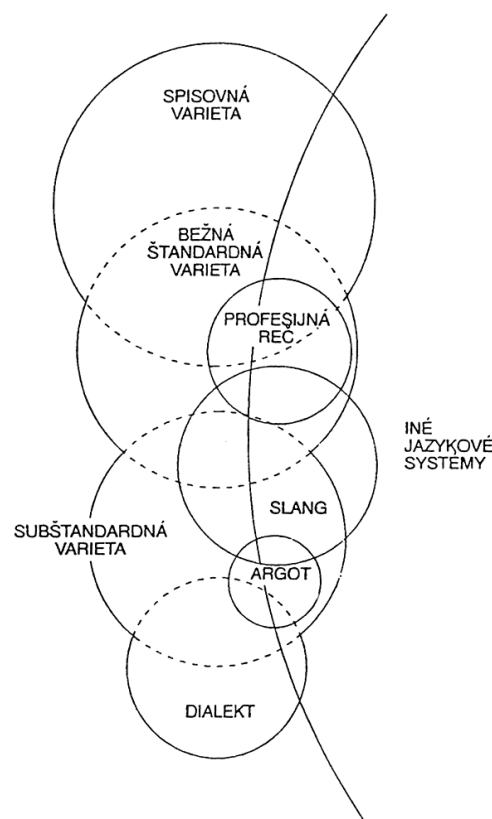 SPISOVNÁ
VARIETA
BEŽNÁ
ŠTANDARDNÁ
VARIETA
PROFESIJNÁ
REČ
INÉ
JAZYKOVÉ
SYSTÉMY
SLANG
SUBŠTANDARDNÁ
VARIETA
ARGOT
DIALEKT